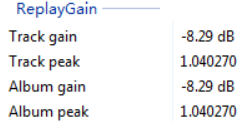 ReplayGain
Track gain -8.29 dB
Track peak 1.040270
Album gain -8.29 dB
Album peak 1.040270